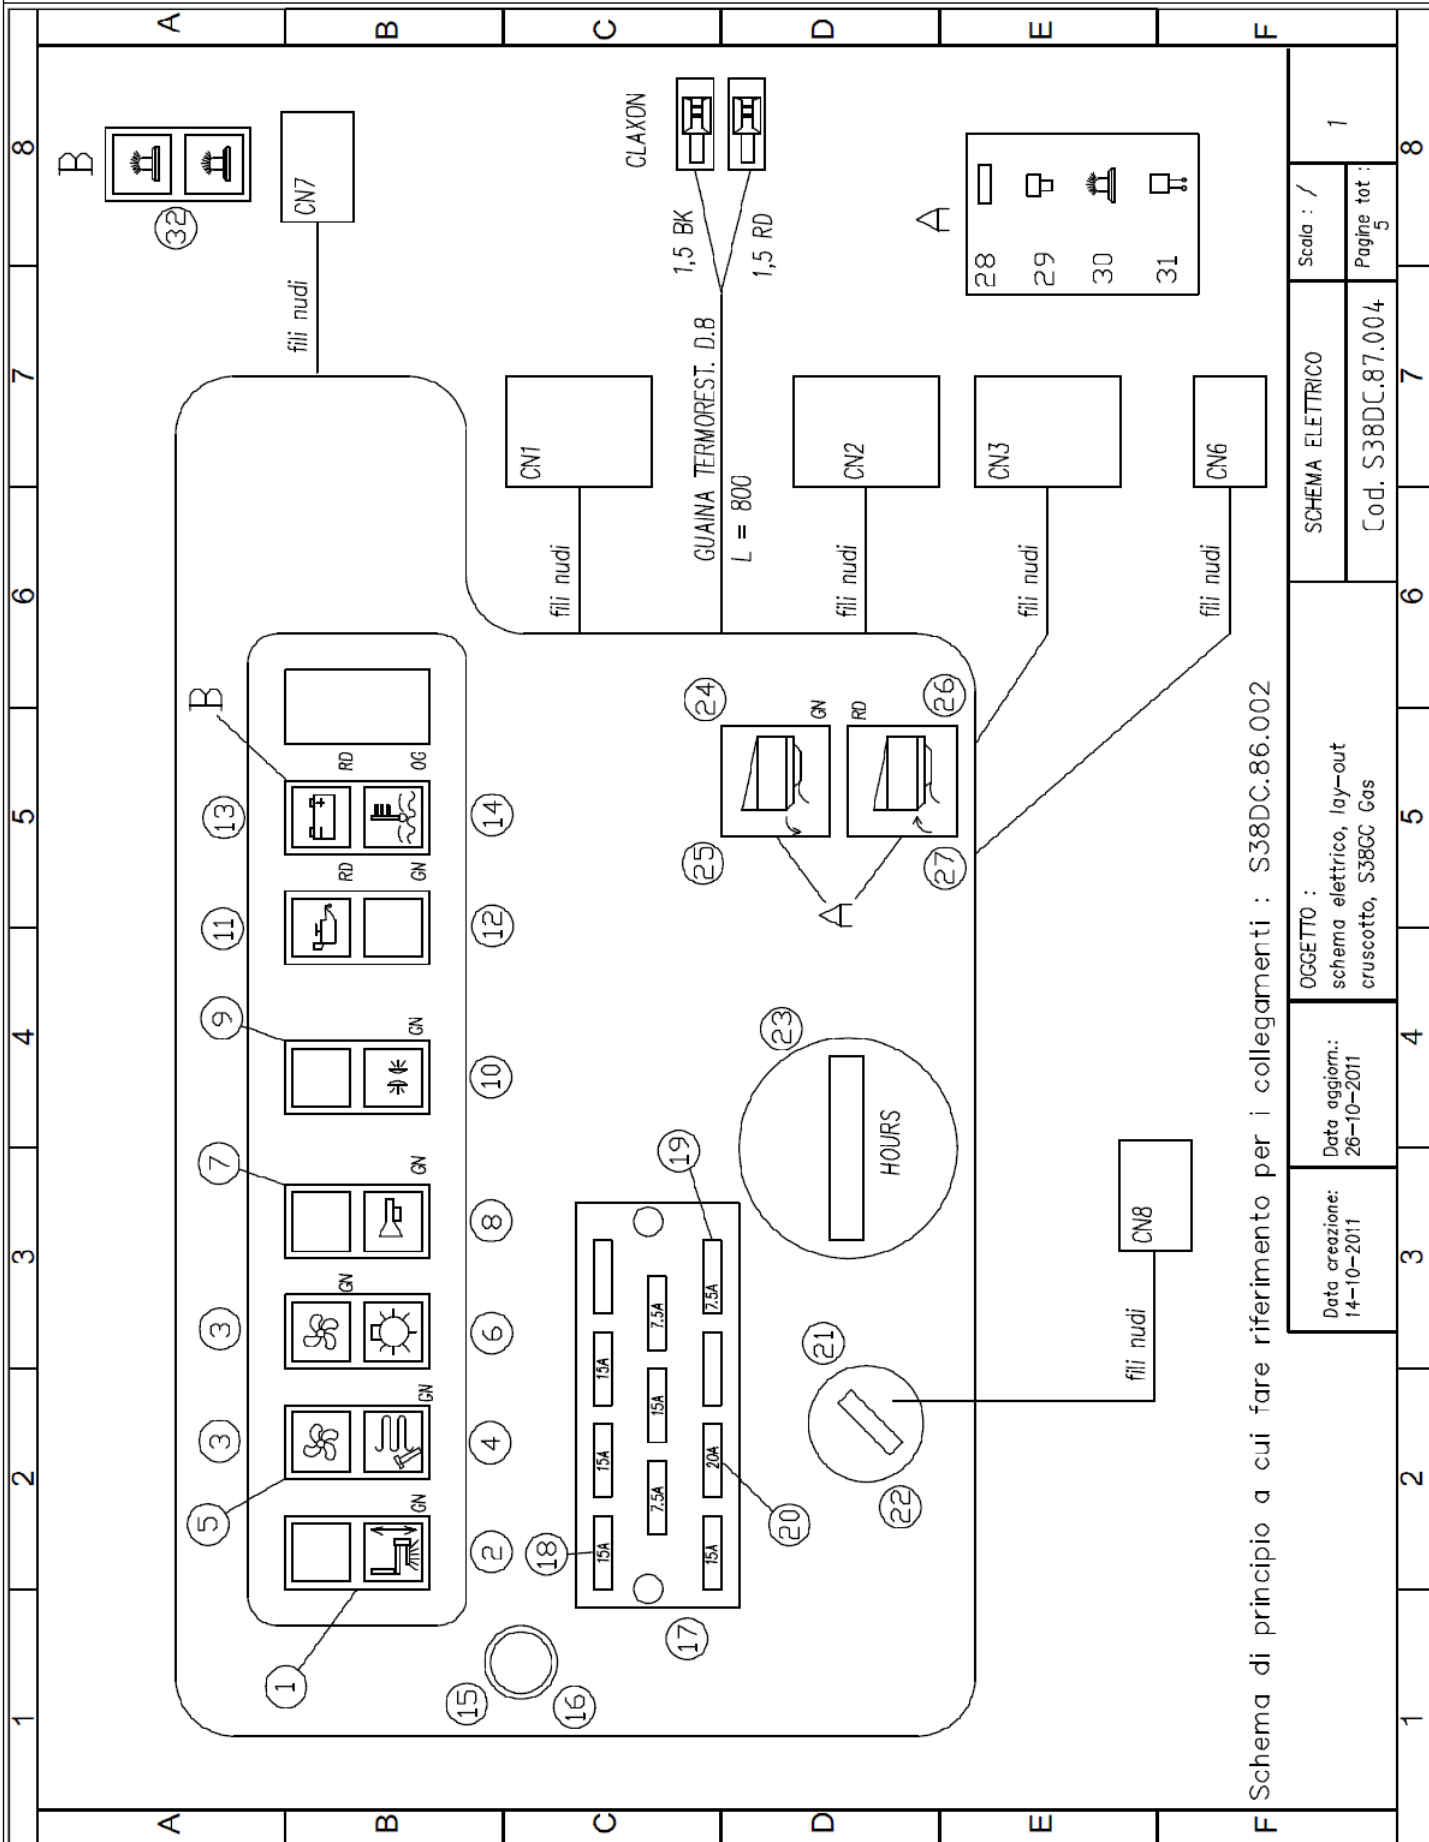 1 2 3 4 5 6 7 8
A
B
C
D
E
F
B
32
CN7
fili nudi
13
B
11
9
7
3
3
5
1
RD
RD
OG
GN
GN
GN
GN
GN
GN
14
12
10
8
6
4
2
15
16
CLAXON
1,5 BK
1,5 RD
GUAINA TERMOREST. D.8
L = 800
CN1
fili nudi
CN2
fili nudi
CN3
fili nudi
CN6
fili nudi
A
28
29
30
31
18
15A 15A 15A
7.5A 15A 7.5A
15A 20A 7.5A
17
19
20
21
22
23
HOURS
24
25
GN
RD
26
27
A
CN8
fili nudi
Schema di principio a cui fare riferimento per i collegamenti : S38DC.86.002
Data creazione:
14-10-2011
Data aggiorn.:
26-10-2011
OGGETTO :
schema elettrico, lay-out
cruscotto, S38GC Gas
SCHEMA ELETTRICO
Cod. S38DC.87.004
Scala : /
1
Pagine tot :
5
A
B
C
D
E
F
1 2 3 4 5 6 7 8